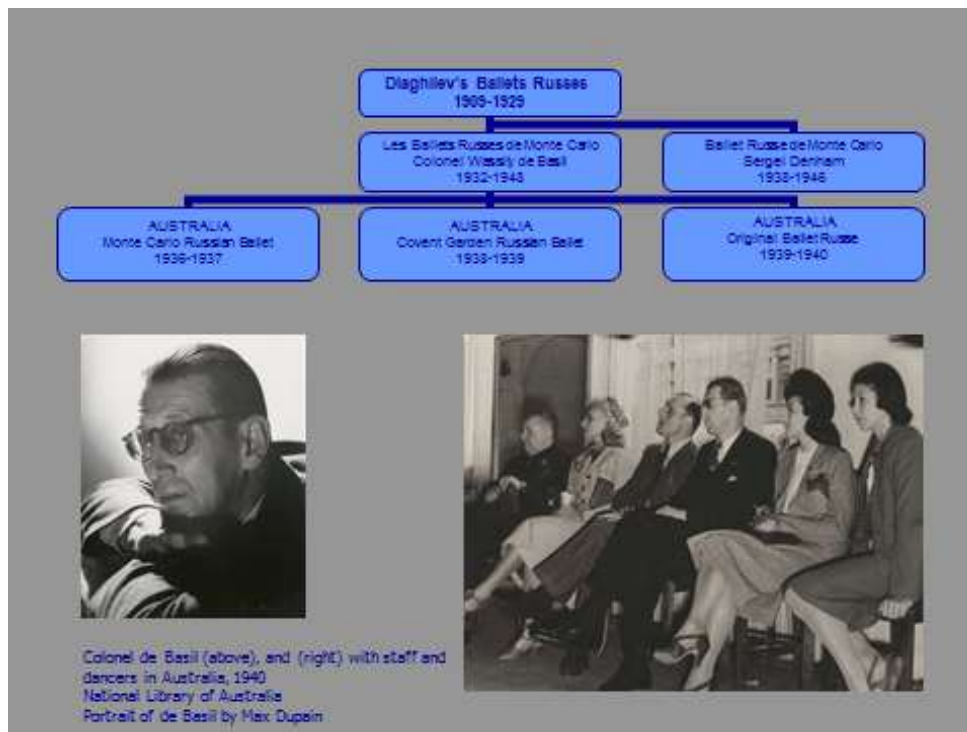 Diaghilev's Ballets Russes
1909-1929
Les Ballets Russes de Monte Carlo
Colonel Wassily de Basil
1932-1948
Ballet Russe de Monte Carlo
Sergei Denham
1938-1946
AUSTRALIA
Monte Carlo Russian Ballet
1936-1937
AUSTRALIA
Covent Garden Russian Ballet
1938-1939
AUSTRALIA
Original Ballet Russe
1939-1940
Colonel de Basil (above), and (right) with staff and
dancers in Australia, 1940
National Library of Australia
Portrait of de Basil by Max Dupain